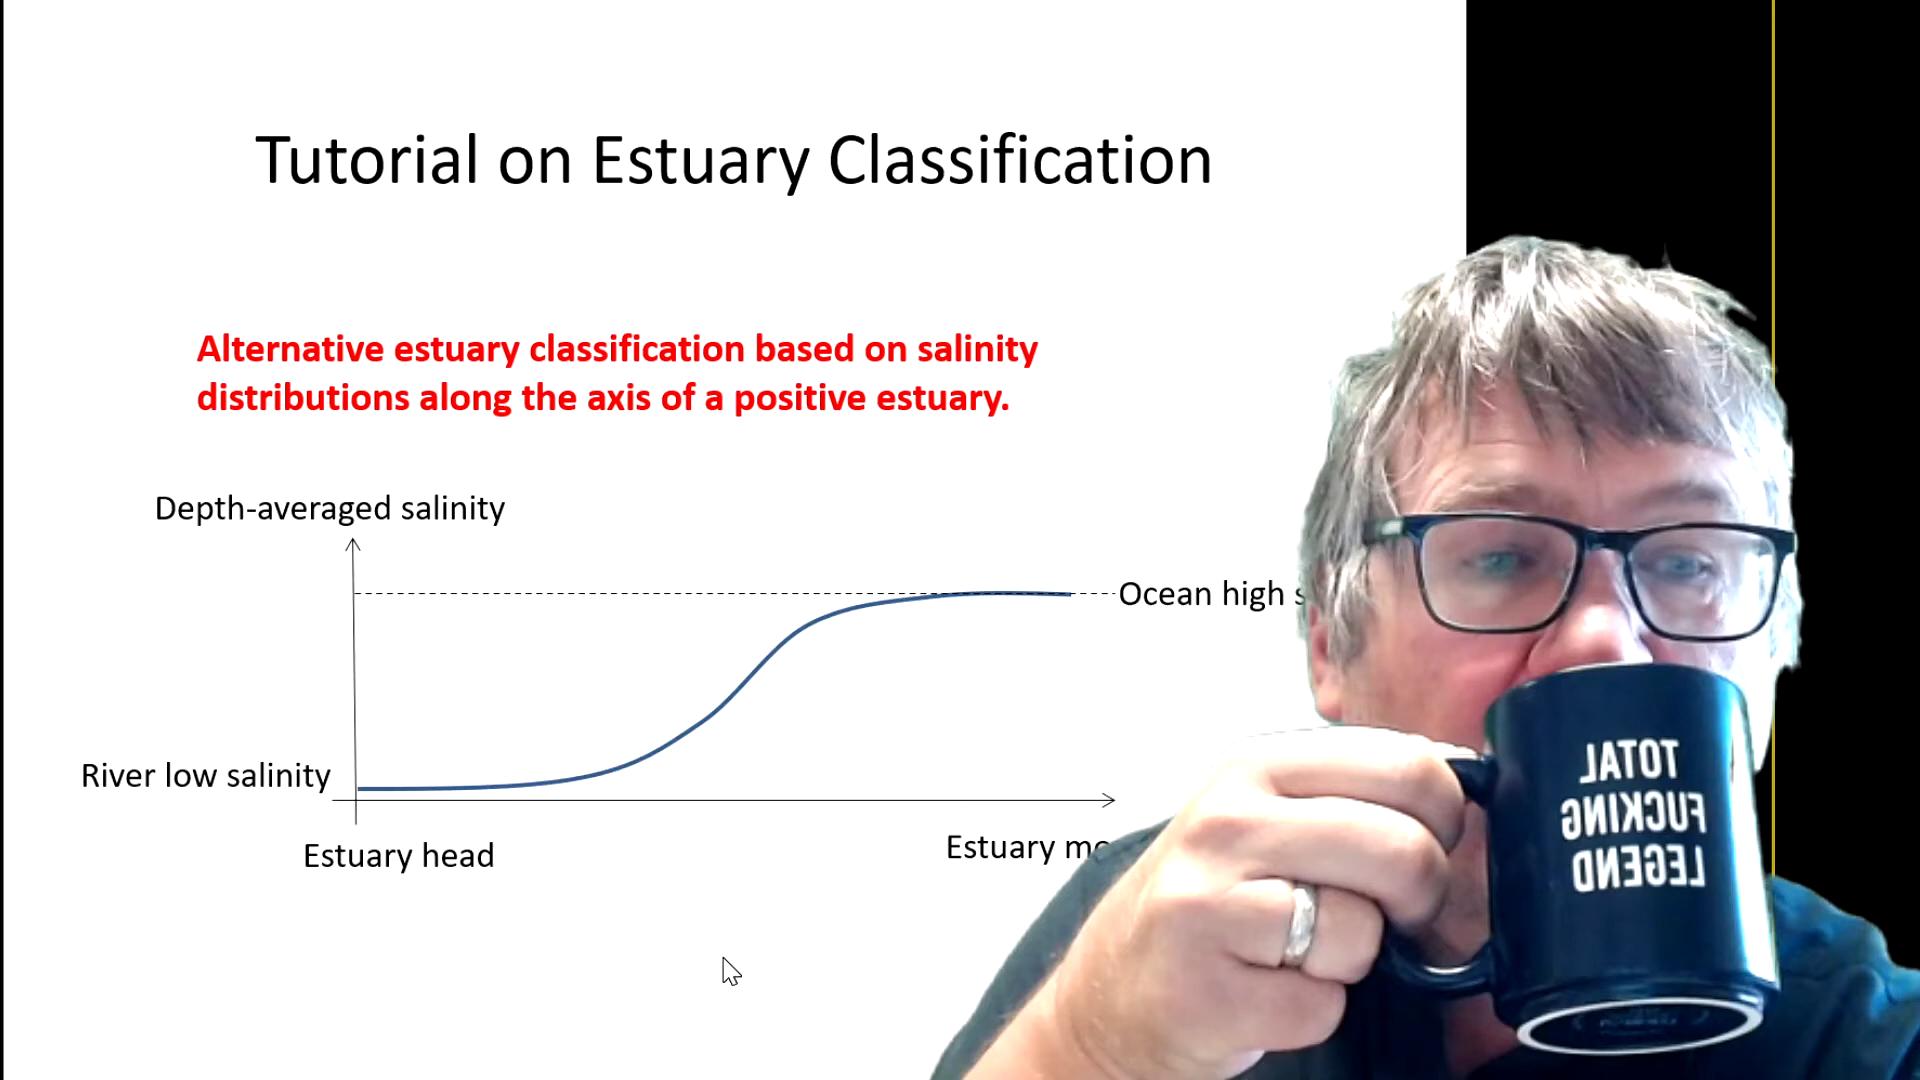 Tutorial on Estuary Classification
Alternative estuary classification based on salinity
distributions along the axis of a positive estuary.
Depth-averaged salinity
Ocean high
River low salinity
Estuary head
Estuary
TOTAL
FUCKING
LEGEND